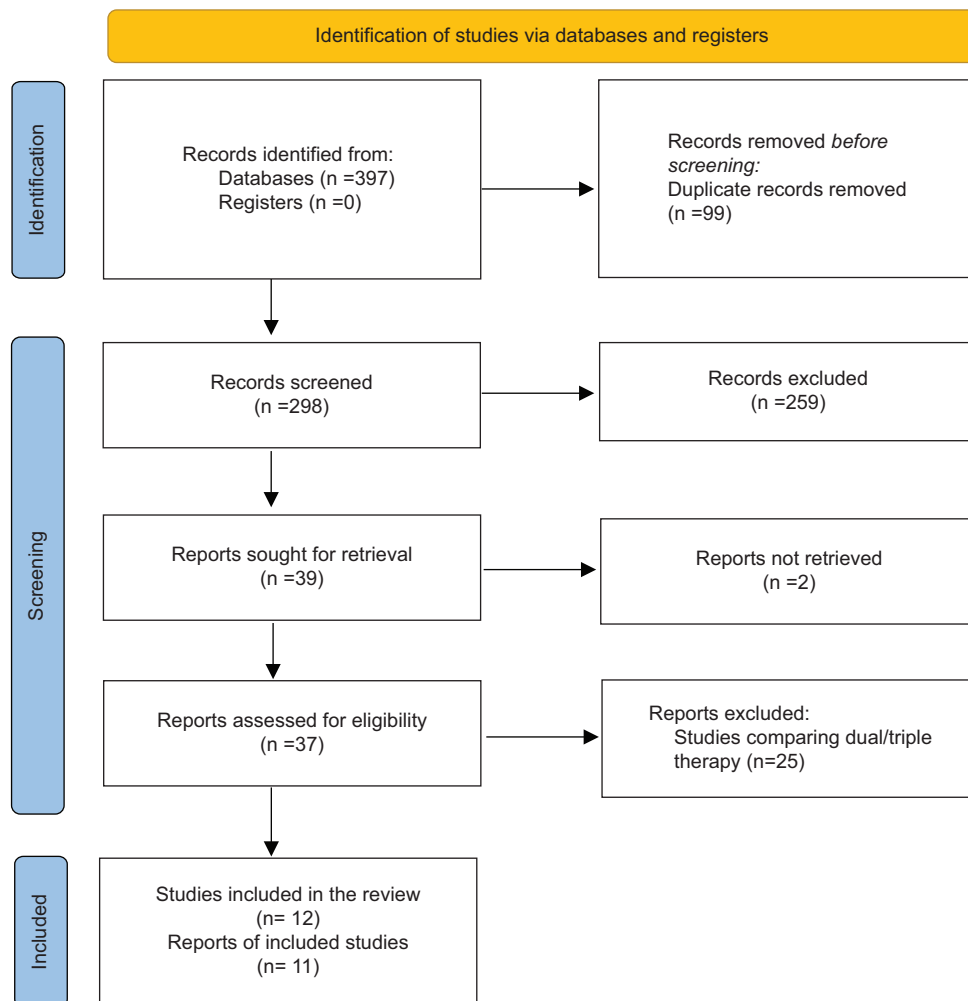 Identification of studies via databases and registers
Identification
Records identified from:
Databases (n =397)
Registers (n =0)
Records removed before
screening:
Duplicate records removed
(n =99)
Screening
Records screened
(n =298)
Records excluded
(n =259)
Reports sought for retrieval
(n =39)
Reports not retrieved
(n =2)
Reports assessed for eligibility
(n =37)
Reports excluded:
Studies comparing dual/triple
therapy (n=25)
Included
Studies included in the review
(n= 12)
Reports of included studies
(n= 11)